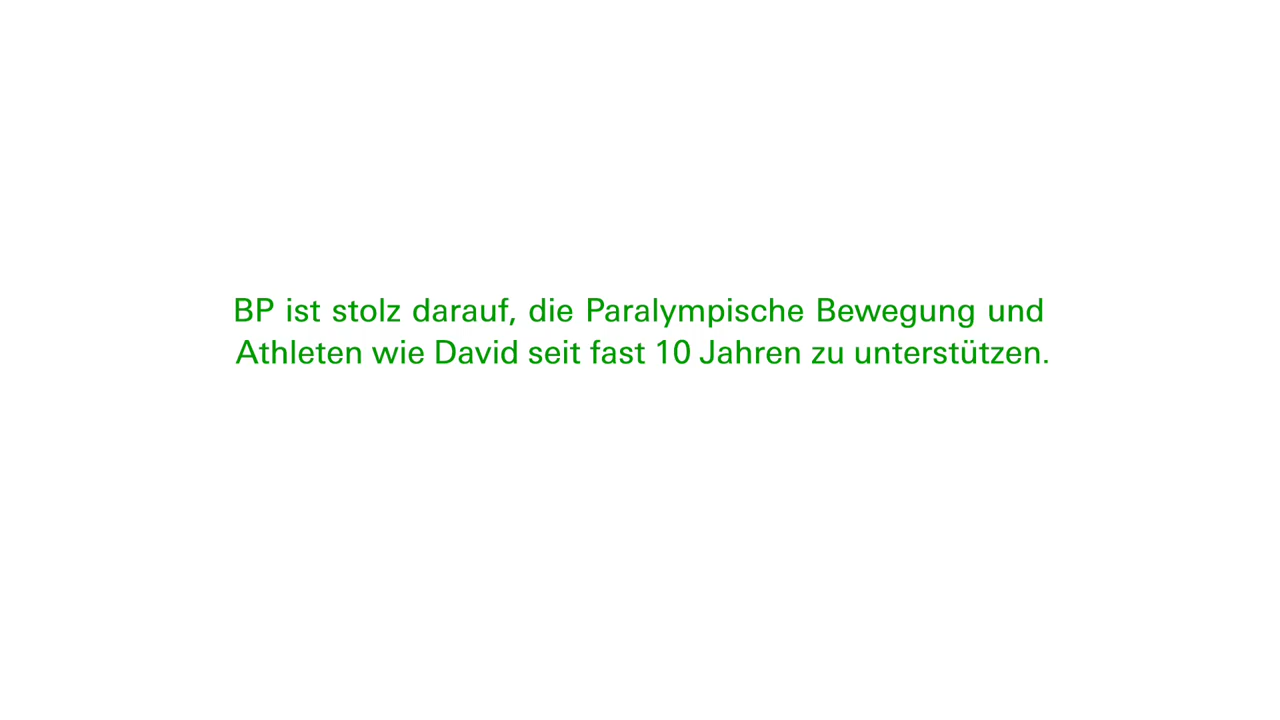 BP ist stolz darauf, die Paralympische Bewegung und
Athleten wie David seit fast 10 Jahren zu unterstützen.